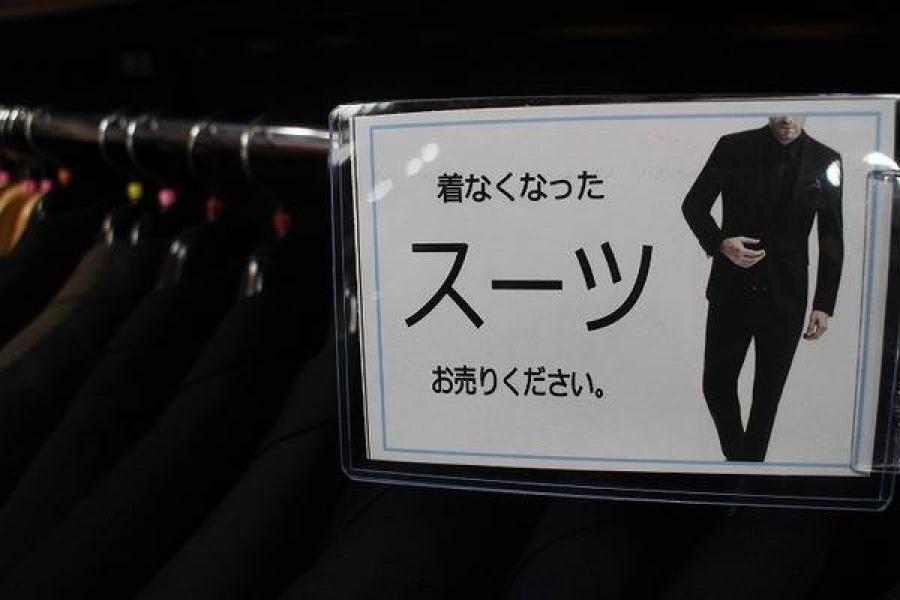 着なくなった
スーツ
お売りください。